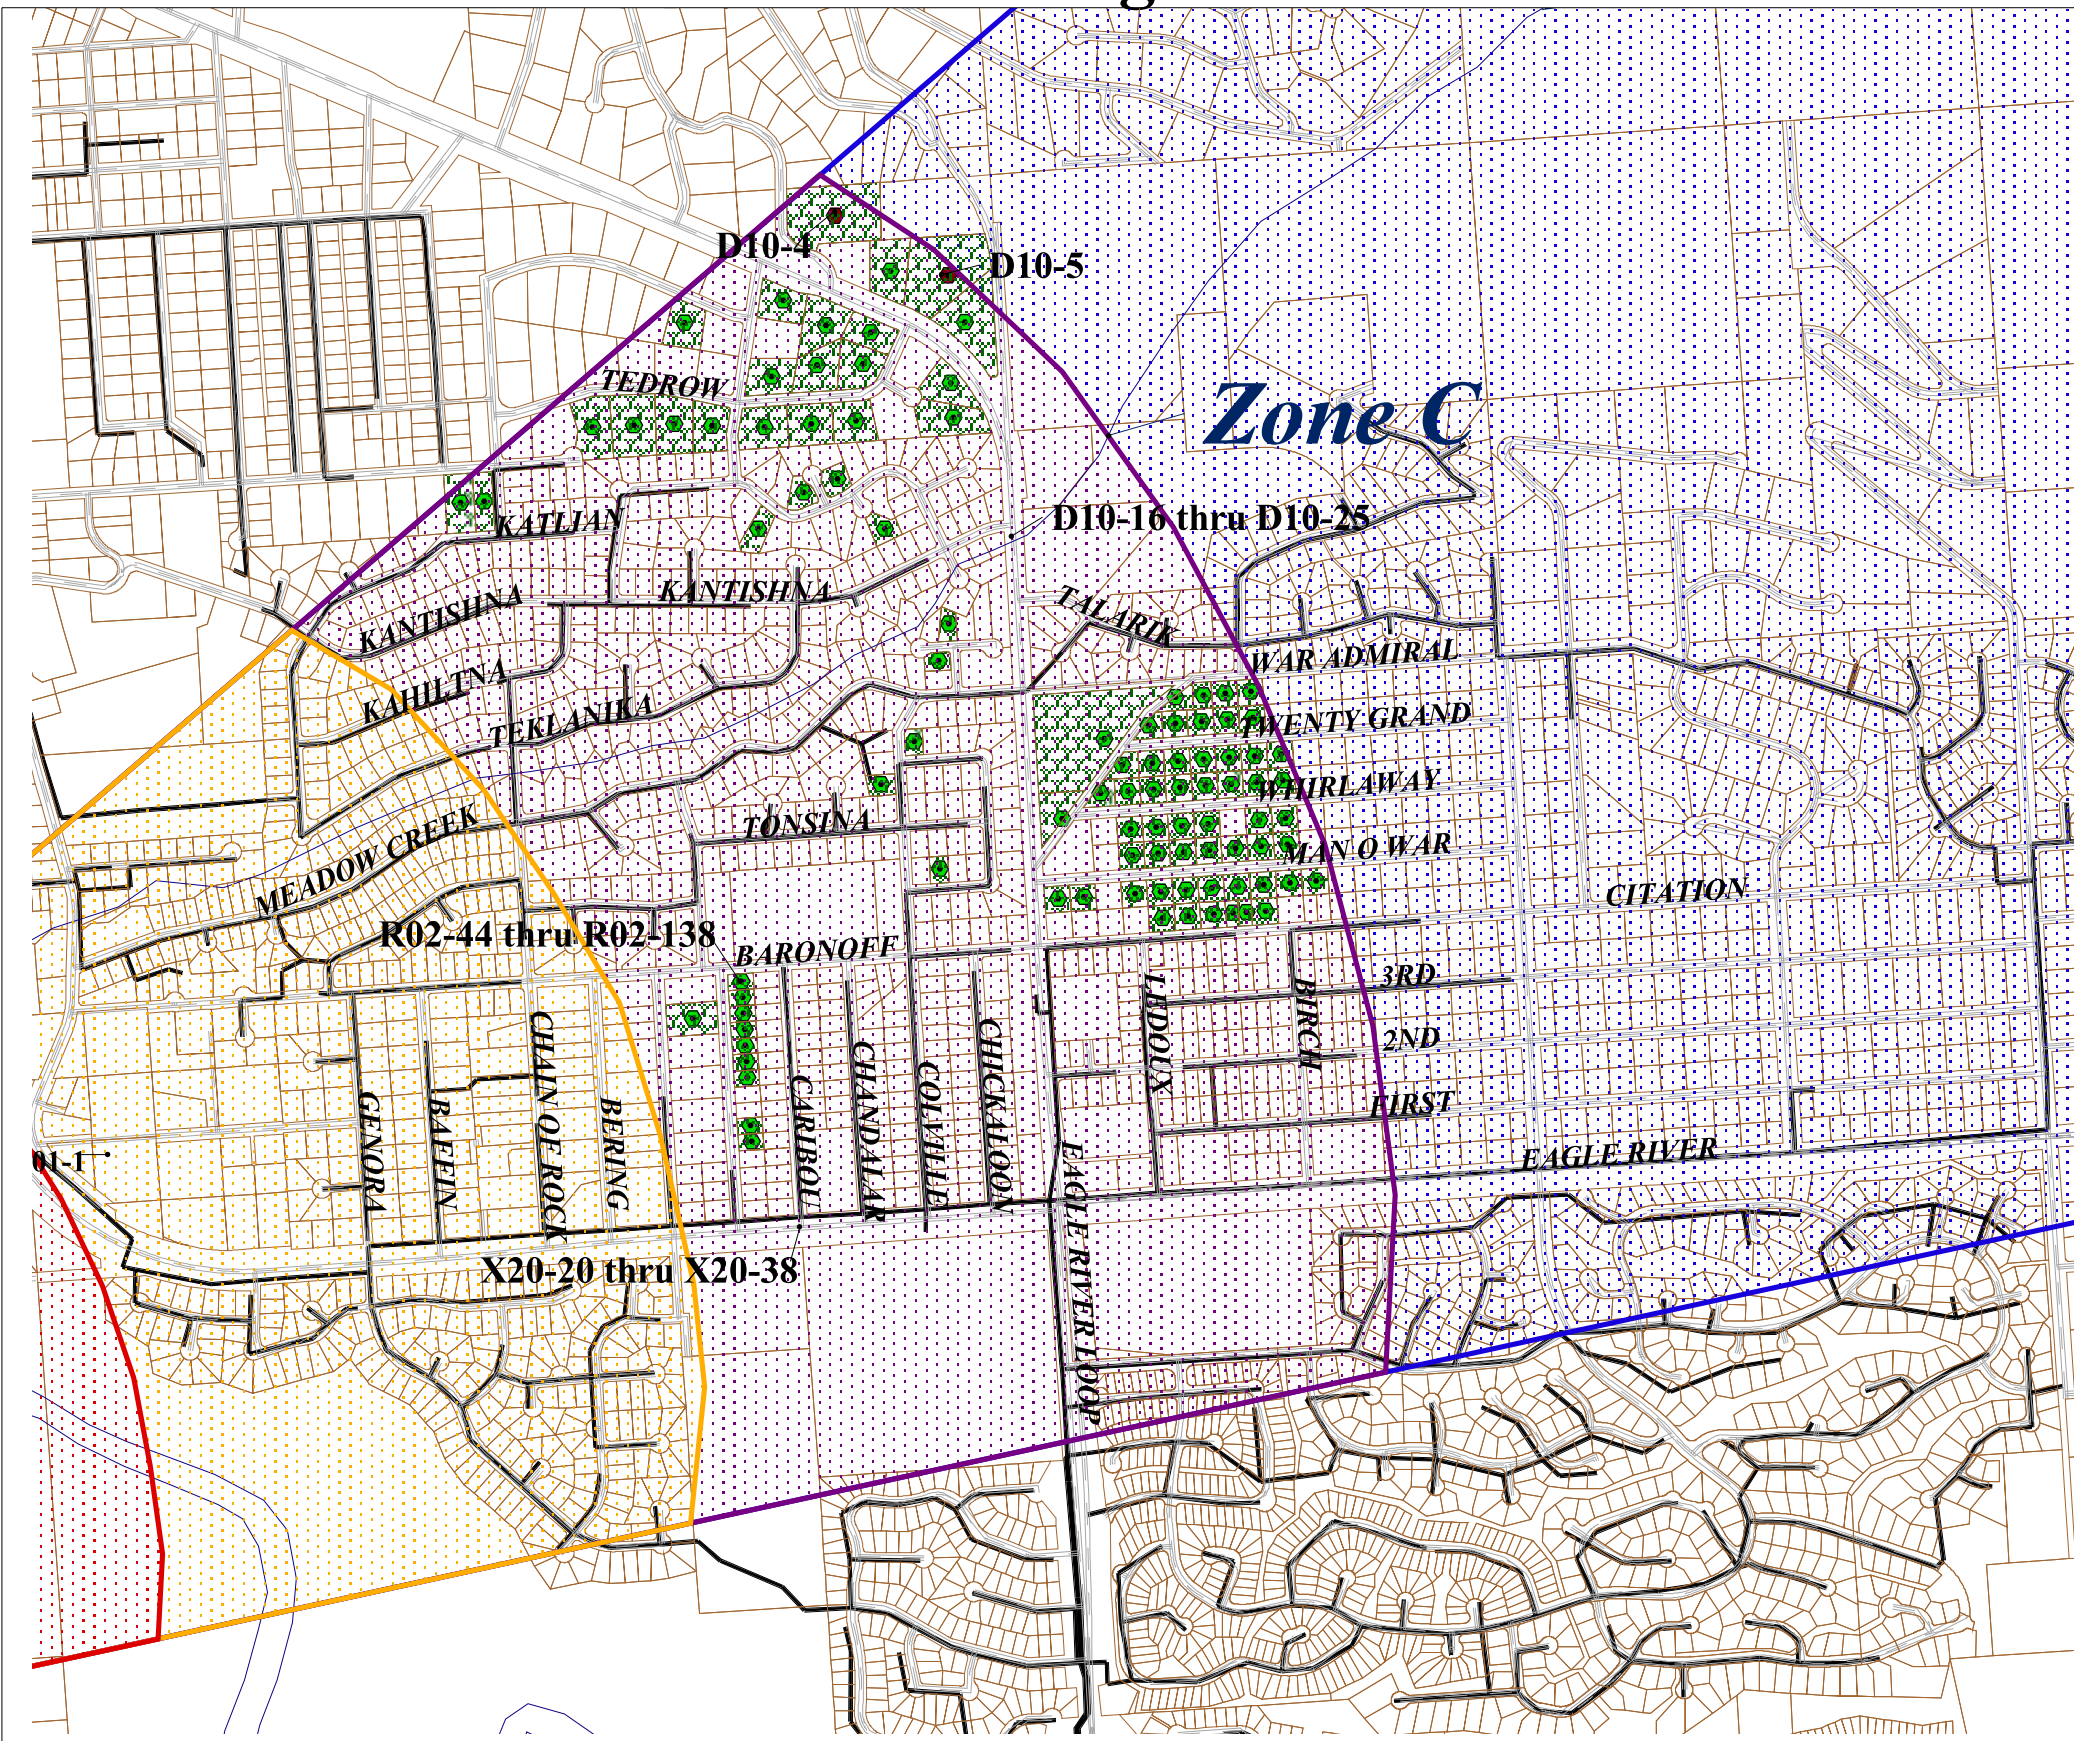 D10-4
D10-5
TEDROW
Zone C
KATLIAN
D10-16 thru D10-25
KANTISHNA
KANTISHNA
TALARIK
WAR ADMIRAL
KAHILTNA
TEKLANIKA
TWENTY GRAND
WHIRLAWAY
MEADOW CREEK
TONSINA
MAN O WAR
CITATION
R02-44 thru R02-138
BARONOFF
3RD
LEDOUX
BIRCH
2ND
CHAIN OF ROCK
CHICKALOON
CHANDALAR
COLVILLE
CARIBOU
GENORA
BAFFIN
BERING
FIRST
EAGLE RIVER
01-1
EAGLE RIVER LOOP
X20-20 thru X20-38